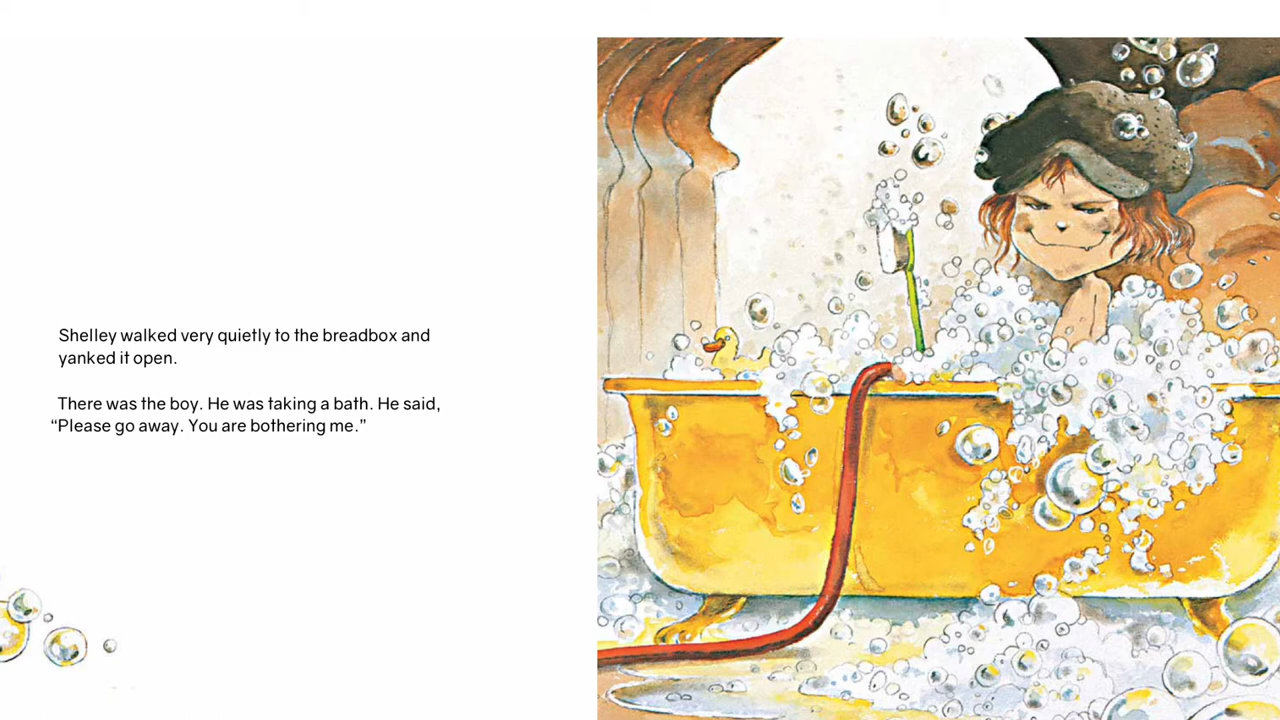 Shelley walked very quietly to the breadbox and
yanked it open.
There was the boy. He was taking a bath. He said,
“Please go away. You are bothering me.”